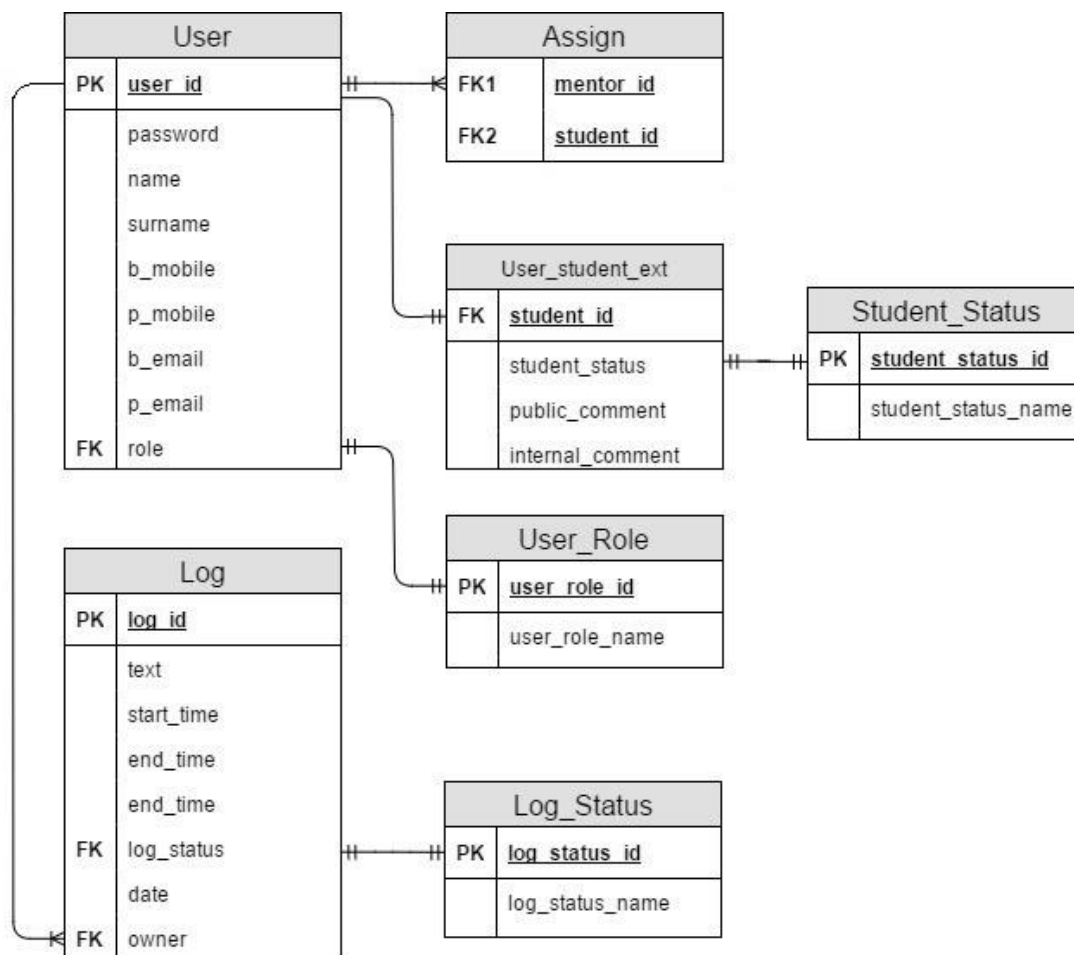 User
PK user_id
password
name
surname
b_mobile
p_mobile
b_email
p_email
FK role
Assign
FK1 mentor_id
FK2 student_id
User_student_ext
FK student_id
student_status
public_comment
internal_comment
Student_Status
PK student_status_id
student_status_name
User_Role
PK user_role_id
user_role_name
Log
PK log_id
text
start_time
end_time
end_time
FK log_status
date
FK owner
Log_Status
PK log_status_id
log_status_name